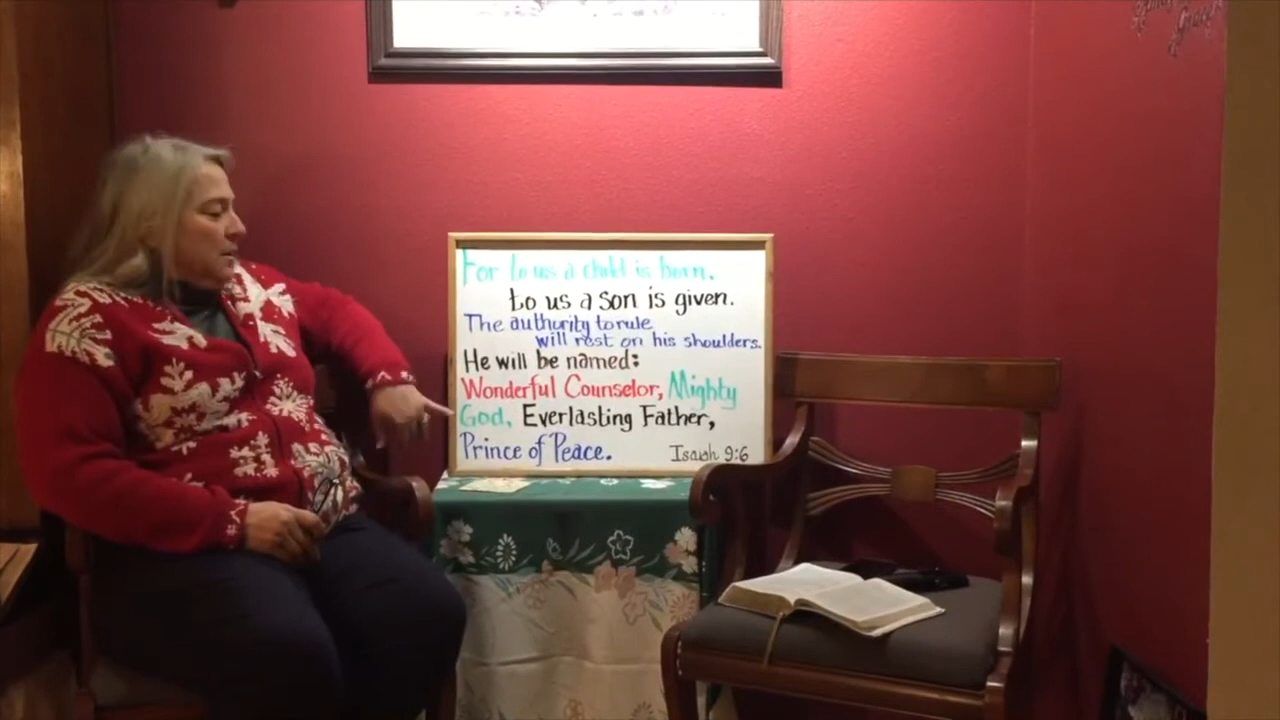 For to us a child is born.
to us a son is given.
The authority to rule
will rest on his shoulders.
He will be named:
Wonderful Counselor, Mighty
God, Everlasting Father,
Prince of Peace.
Isaiah 9:6